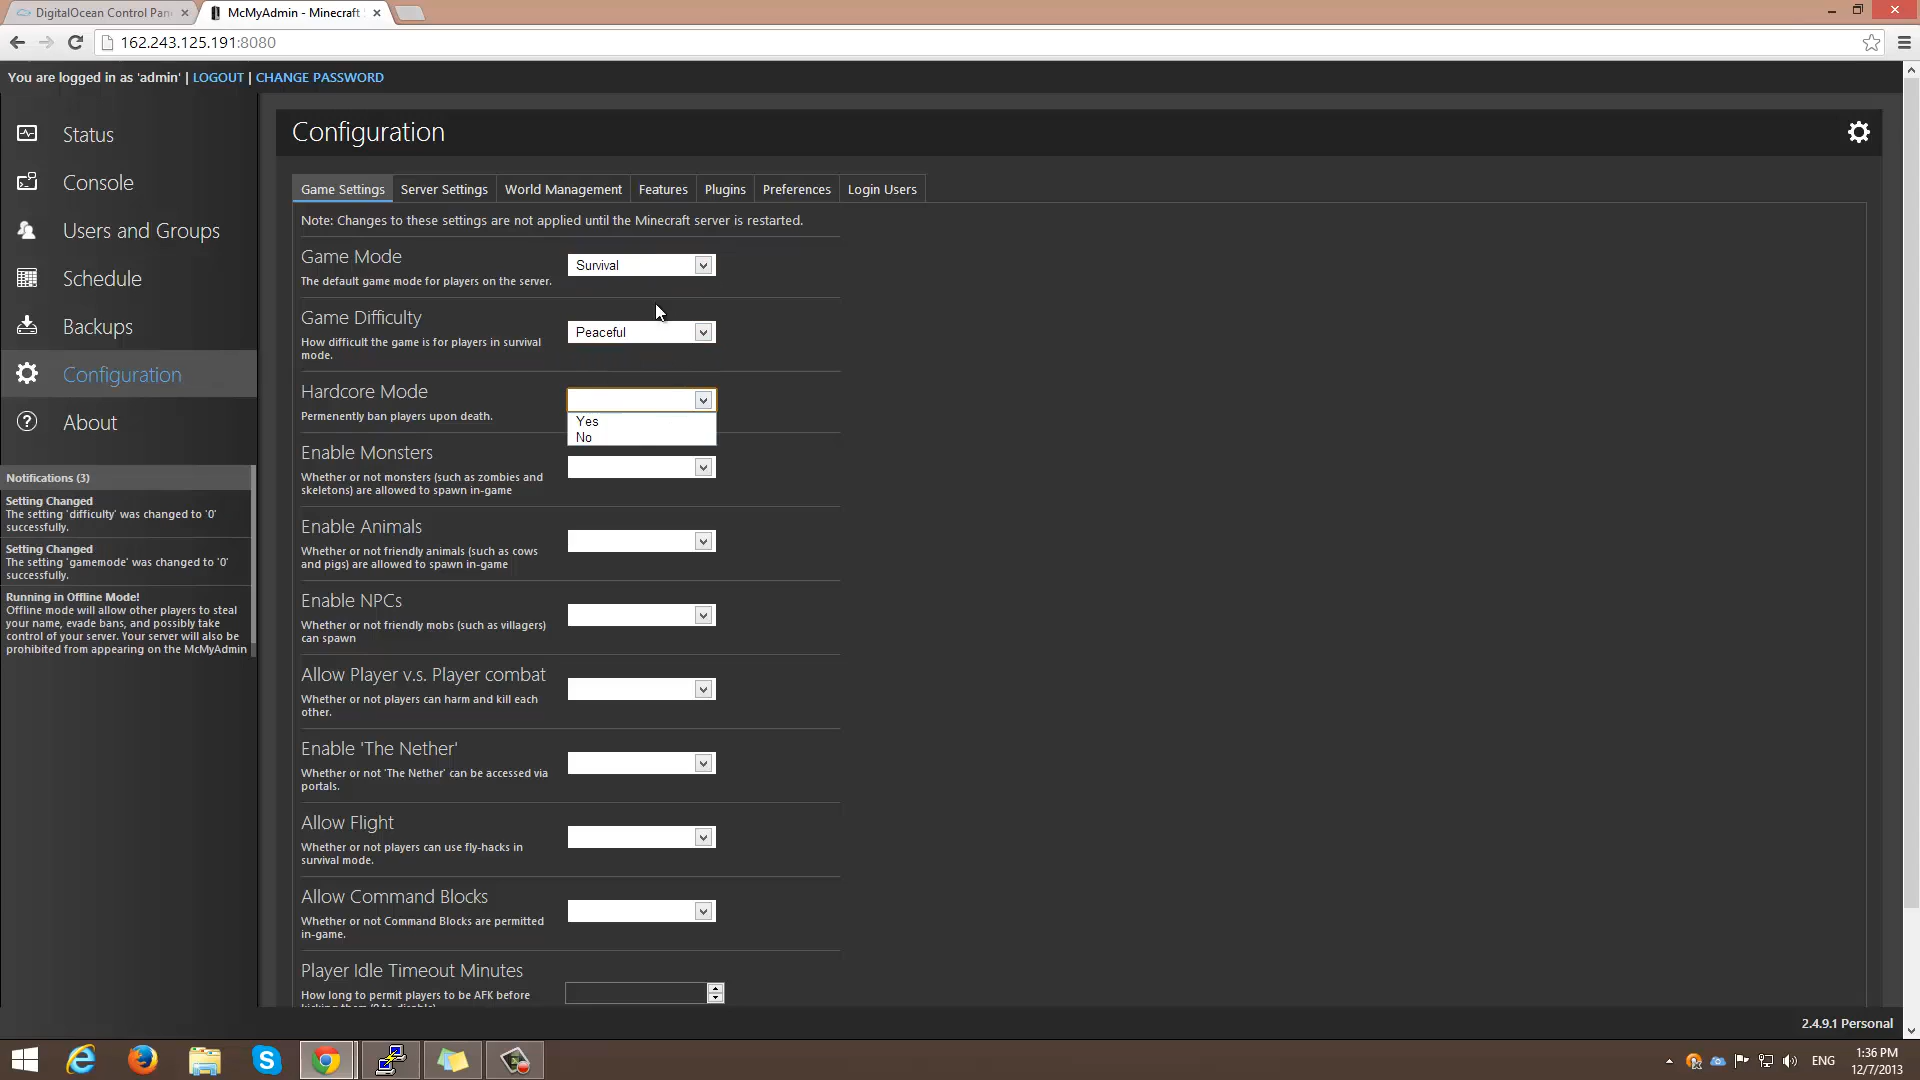 DigitalOcean Control Pan
McMyAdmin - Minecraft
162.243.125.191:8080
You are logged in as 'admin' | LOGOUT | CHANGE PASSWORD
Status
Console
Users and Groups
Schedule
Backups
Configuration
About
Notifications (3)
Setting Changed
The setting 'difficulty' was changed to '0'
successfully.
Setting Changed
The setting 'gamemode' was changed to '0'
successfully.
Running in Offline Mode!
Offline mode will allow other players to steal
your name, evade bans, and possibly take
control of your server. Your server will also be
prohibited from appearing on the McMyAdmin
Configuration
Game Settings
Server Settings
World Management
Features
Plugins
Preferences
Login Users
Note: Changes to these settings are not applied until the Minecraft server is restarted.
Game Mode
The default game mode for players on the server.
Survival
Game Difficulty
How difficult the game is for players in survival
mode.
Peaceful
Hardcore Mode
Permenently ban players upon death.
Yes
No
Enable Monsters
Whether or not monsters (such as zombies and
skeletons) are allowed to spawn in-game
Enable Animals
Whether or not friendly animals (such as cows
and pigs) are allowed to spawn in-game
Enable NPCs
Whether or not friendly mobs (such as villagers)
can spawn
Allow Player v.s. Player combat
Whether or not players can harm and kill each
other.
Enable 'The Nether'
Whether or not 'The Nether' can be accessed via
portals.
Allow Flight
Whether or not players can use fly-hacks in
survival mode.
Allow Command Blocks
Whether or not Command Blocks are permitted
in-game.
Player Idle Timeout Minutes
How long to permit players to be AFK before
2.4.9.1 Personal
ENG
1:36 PM
12/7/2013